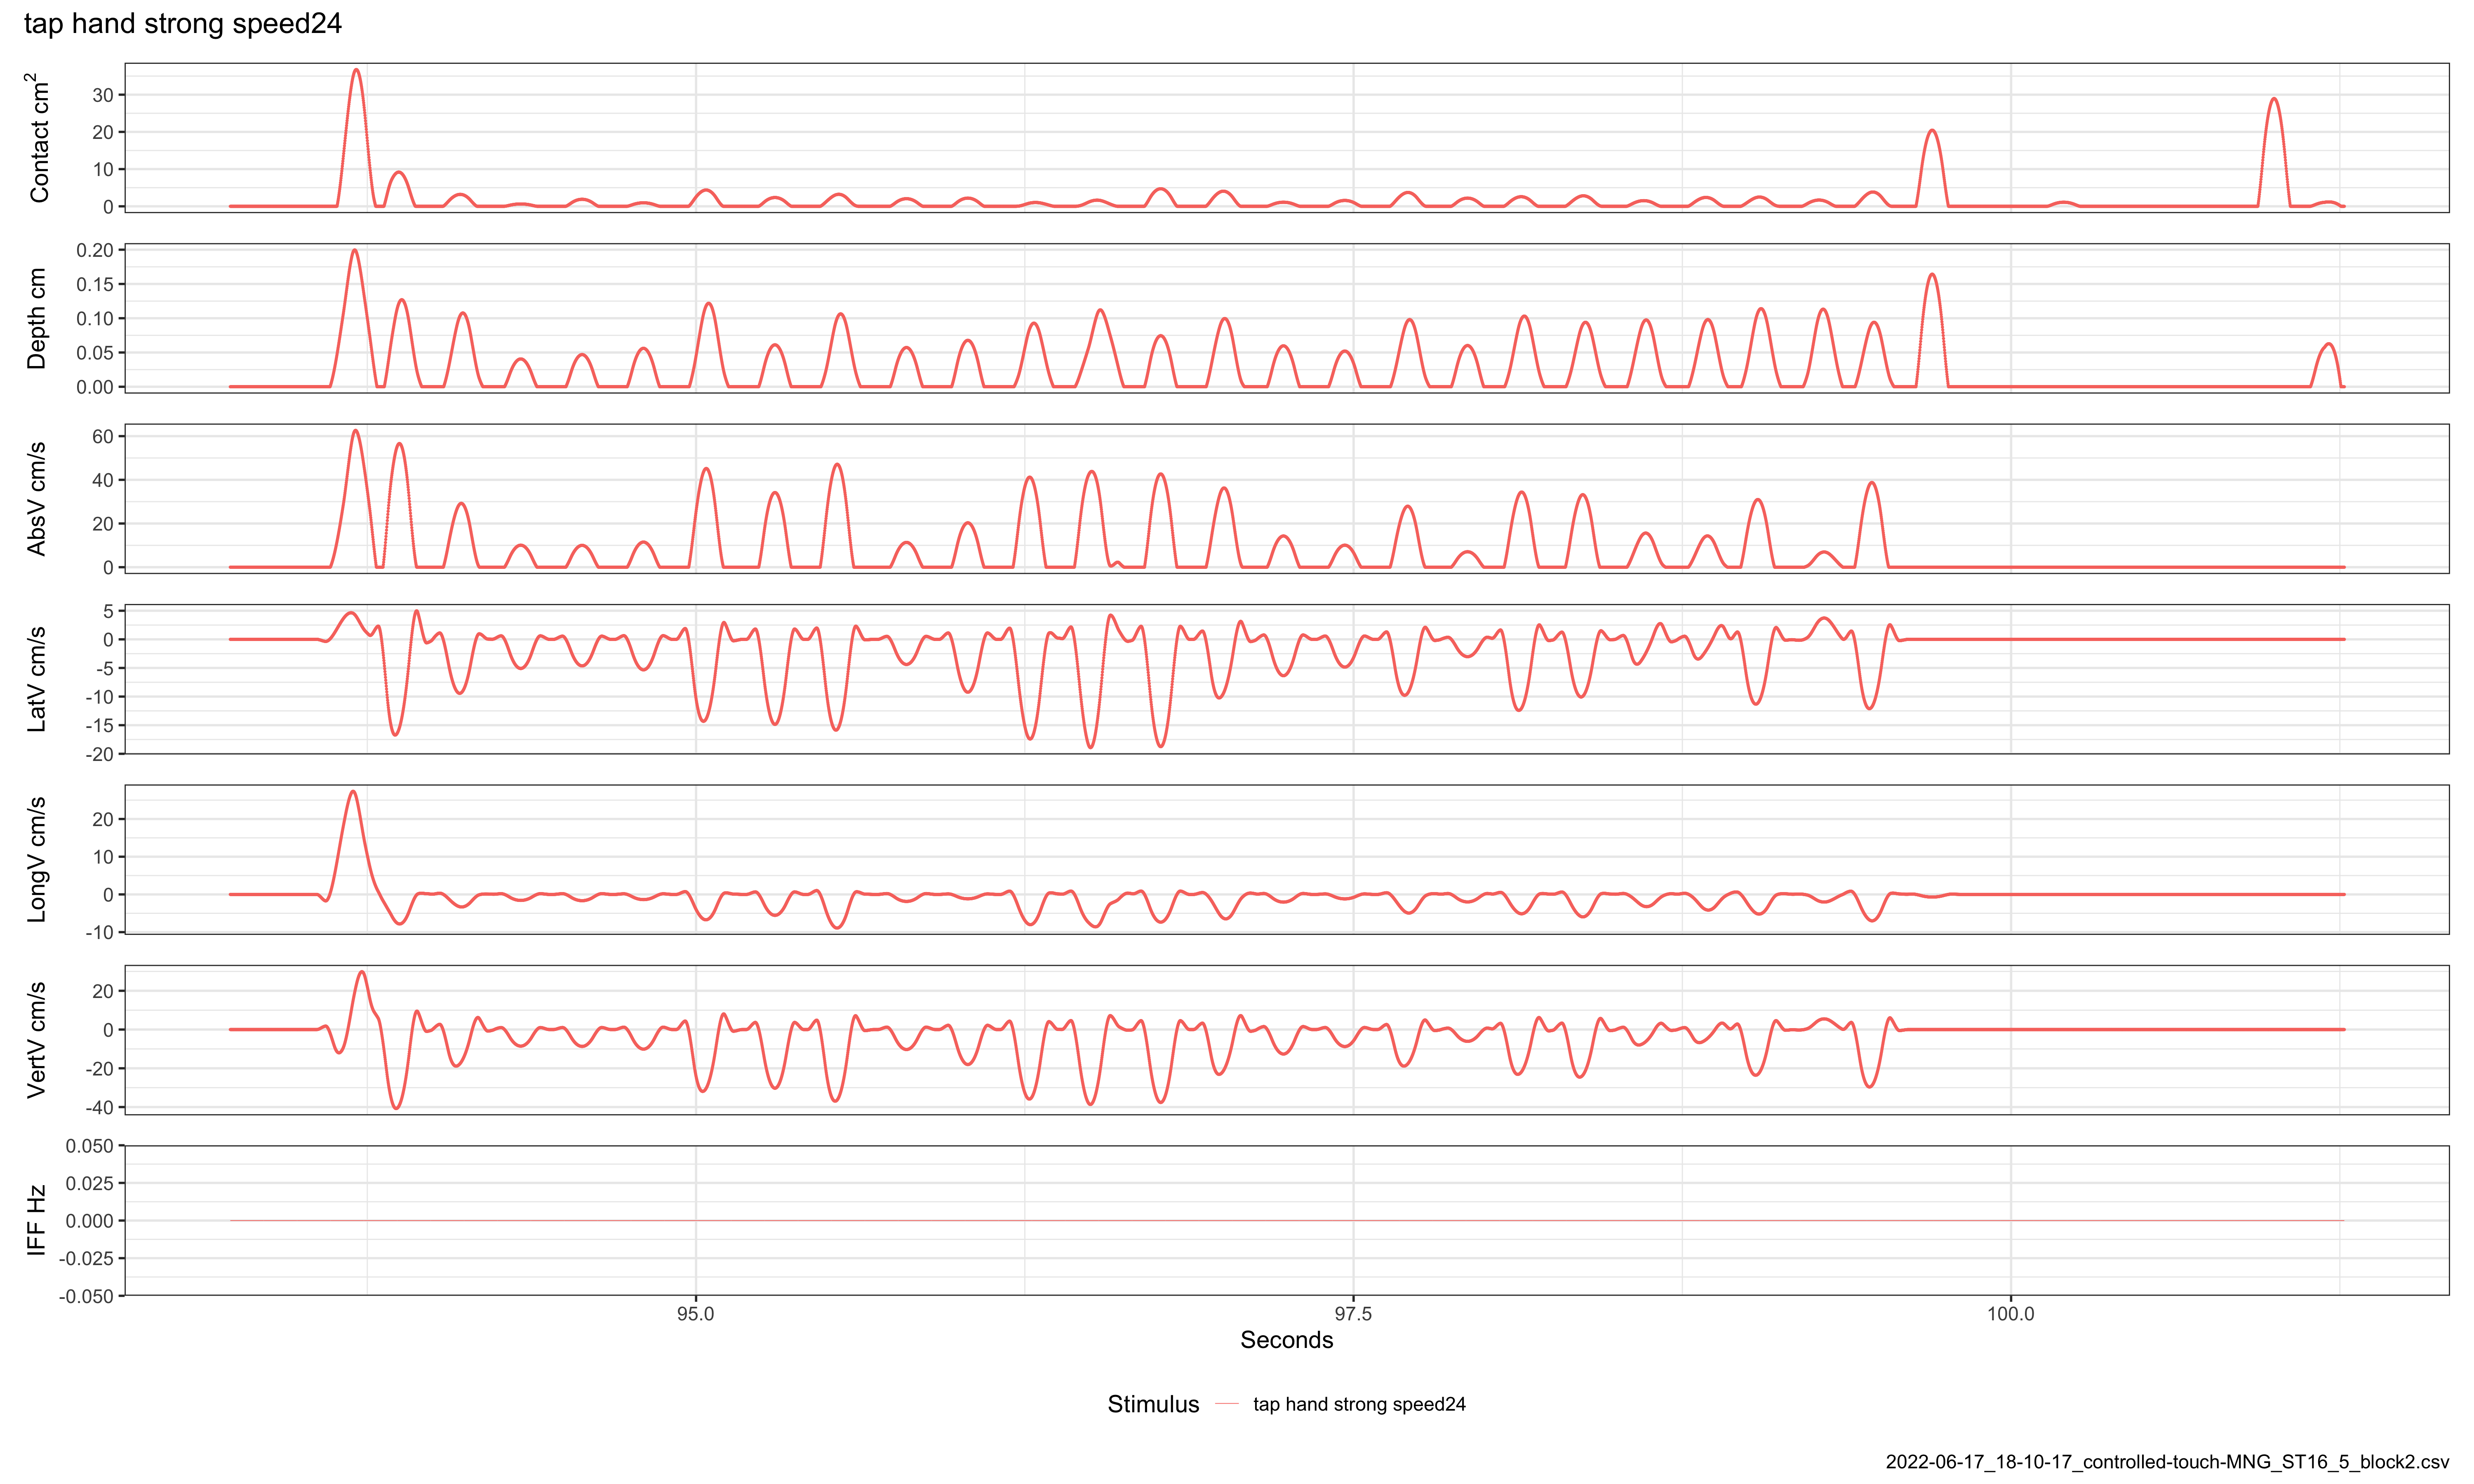 tap hand strong speed24
Contact cm²
30
20
10
0
Depth cm
0.20
0.15
0.10
0.05
0.00
AbsV cm/s
60
40
20
0
LatV cm/s
5
0
-5
-10
-15
-20
LongV cm/s
20
10
0
-10
VertV cm/s
20
0
-20
-40
IFF Hz
0.050
0.025
0.000
-0.025
-0.050
95.0 97.5 100.0
Seconds
Stimulus tap hand strong speed24
2022-06-17_18-10-17_controlled-touch-MNG_ST16_5_block2.csv